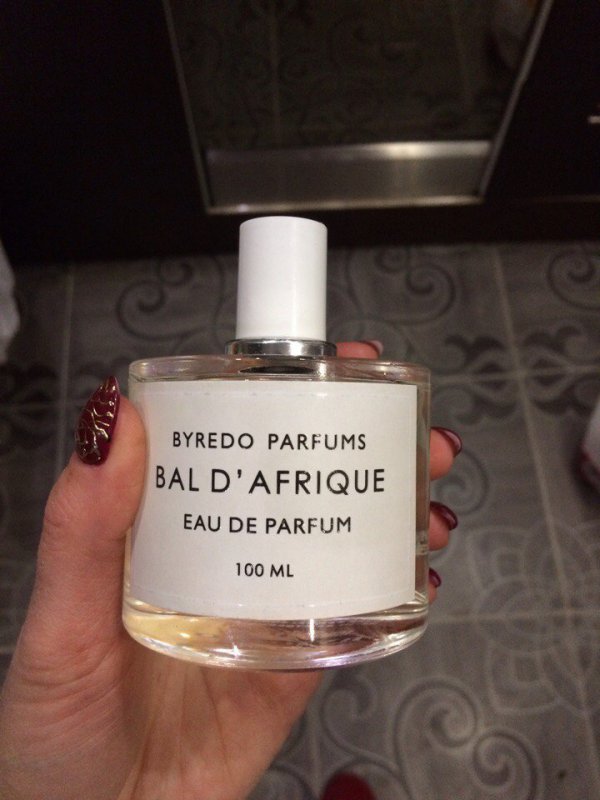 BYREDO PARFUMS
BAL D'AFRIQUE
EAU DE PARFUM
100 ML